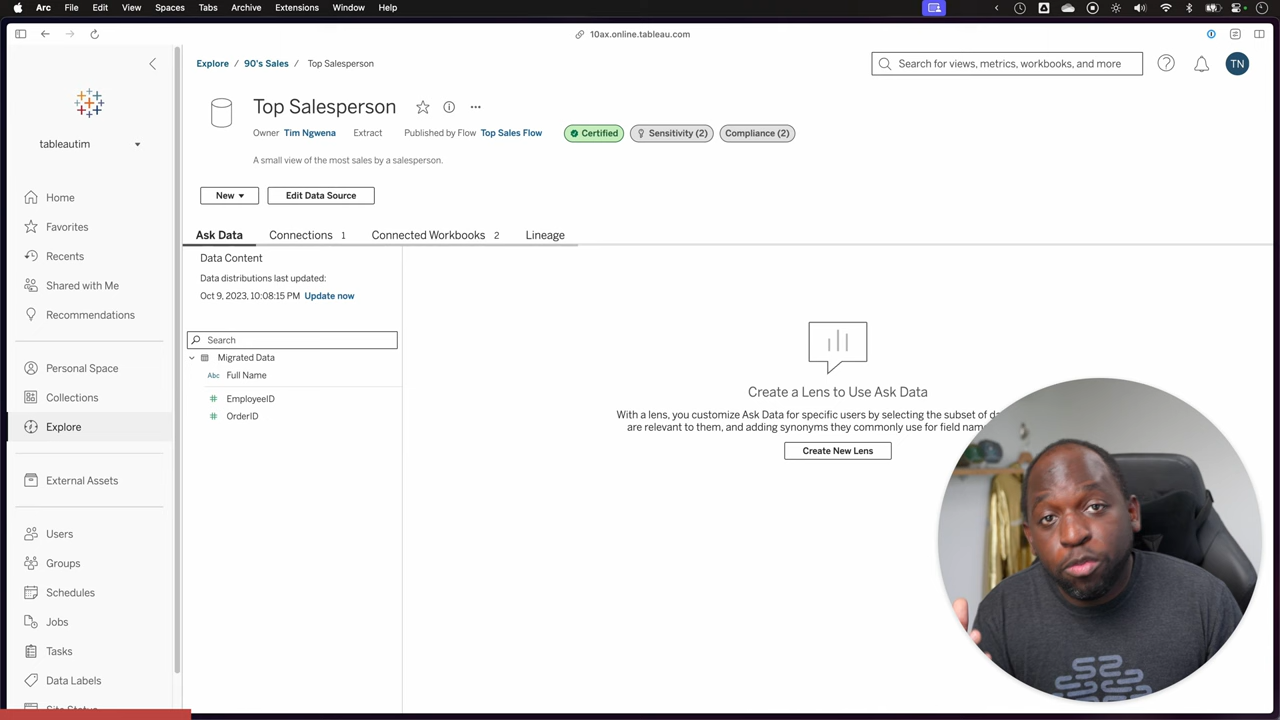 Arc File Edit View Spaces Tabs Archive Extensions Window Help
10ax.online.tableau.com
Explore / 90's Sales / Top Salesperson
Search for views, metrics, workbooks, and more
TN
Top Salesperson
tableautim
Owner Tim Ngwena Extract Published by Flow Top Sales Flow Certified Sensitivity (2) Compliance (2)
A small view of the most sales by a salesperson.
New Edit Data Source
Ask Data Connections 1 Connected Workbooks 2 Lineage
Home
Favorites
Recents
Shared with Me
Recommendations
Personal Space
Collections
Explore
External Assets
Users
Groups
Schedules
Jobs
Tasks
Data Labels
Site Status
Data Content
Data distributions last updated:
Oct 9, 2023, 10:08:15 PM Update now
Search
Migrated Data
Abc Full Name
# EmployeeID
# OrderID
Create a Lens to Use Ask Data
With a lens, you customize Ask Data for specific users by selecting the subset of
are relevant to them, and adding synonyms they commonly use for field
Create New Lens